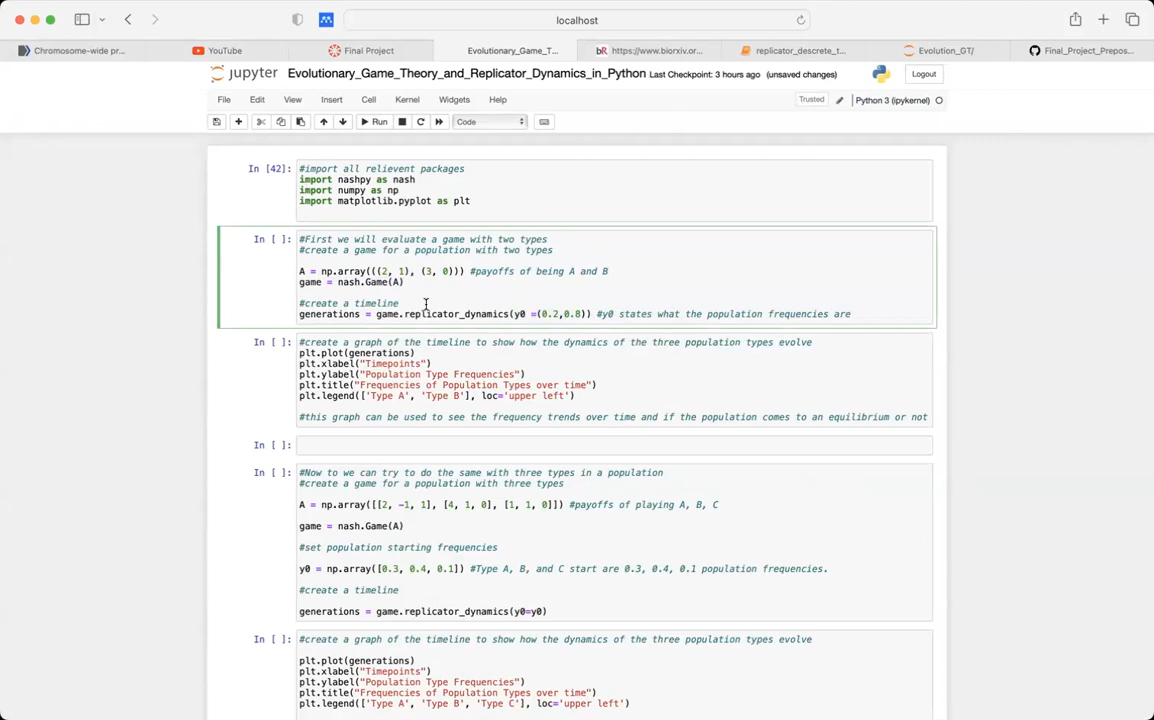 localhost
Chromosome-wide pr...
YouTube
Final Project
Evolutionary_Game_T...
bR https://www.biorxiv.or...
replicator_descrete_t...
Evolution_GT/
Final_Project_Prepos...
jupyter Evolutionary_Game_Theory_and_Replicator_Dynamics_in_Python Last Checkpoint: 3 hours ago (unsaved changes) Logout
File Edit View Insert Cell Kernel Widgets Help Trusted Python 3 (ipykernel)
Run Code
In [42]: #import all relievent packages
import nashpy as nash
import numpy as np
import matplotlib.pyplot as plt
In [ ]: #First we will evaluate a game with two types
#create a game for a population with two types
A = np.array(((2, 1), (3, 0))) #payoffs of being A and B
game = nash.Game(A)
#create a timeline
generations = game.replicator_dynamics(y0 =(0.2,0.8)) #y0 states what the population frequencies are
In [ ]: #create a graph of the timeline to show how the dynamics of the three population types evolve
plt.plot(generations)
plt.xlabel("Timepoints")
plt.ylabel("Population Type Frequencies")
plt.title("Frequencies of Population Types over time")
plt.legend(['Type A', 'Type B'], loc='upper left')
#this graph can be used to see the frequency trends over time and if the population comes to an equilibrium or not
In [ ]:
In [ ]: #Now to we can try to do the same with three types in a population
#create a game for a population with three types
A = np.array([[2, -1, 1], [4, 1, 0], [1, 1, 0]]) #payoffs of playing A, B, C
game = nash.Game(A)
#set population starting frequencies
y0 = np.array([0.3, 0.4, 0.1]) #Type A, B, and C start are 0.3, 0.4, 0.1 population frequencies.
#create a timeline
generations = game.replicator_dynamics(y0=y0)
In [ ]: #create a graph of the timeline to show how the dynamics of the three population types evolve
plt.plot(generations)
plt.xlabel("Timepoints")
plt.ylabel("Population Type Frequencies")
plt.title("Frequencies of Population Types over time")
plt.legend(['Type A', 'Type B', 'Type C'], loc='upper left')